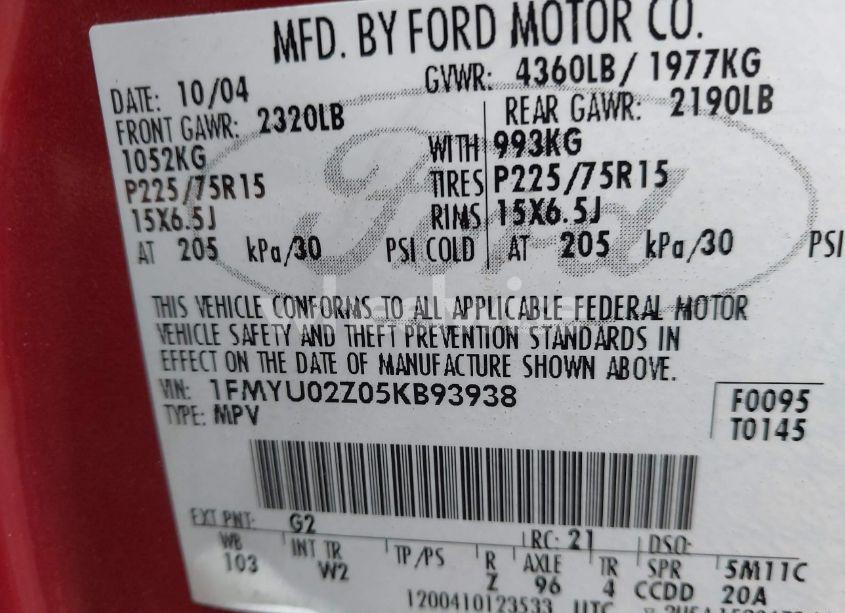 MFD. BY FORD MOTOR CO.
DATE: 10/04 GVWR: 4360LB/ 1977KG
FRONT GAWR: 2320LB REAR GAWR: 2190LB
1052KG WITH 993KG
P225/75R15 TIRES P225/75R15
15X6.5J RIMS 15X6.5J
AT 205 kPa/30 PSI COLD AT 205 kPa/30 PSI
THIS VEHICLE CONFORMS TO ALL APPLICABLE FEDERAL MOTOR
VEHICLE SAFETY AND THEFT PREVENTION STANDARDS IN
EFFECT ON THE DATE OF MANUFACTURE SHOWN ABOVE.
VIN: 1FMYU02Z05KB93938 F0095
TYPE: MPV T0145
Ford
EXT PNT: G2 RC: 21 DSO:
WB INT TR TP/PS R AXLE TR SPR 5M11C
103 W2 Z 96 4 CCDD 20A
1200410123533 UTC